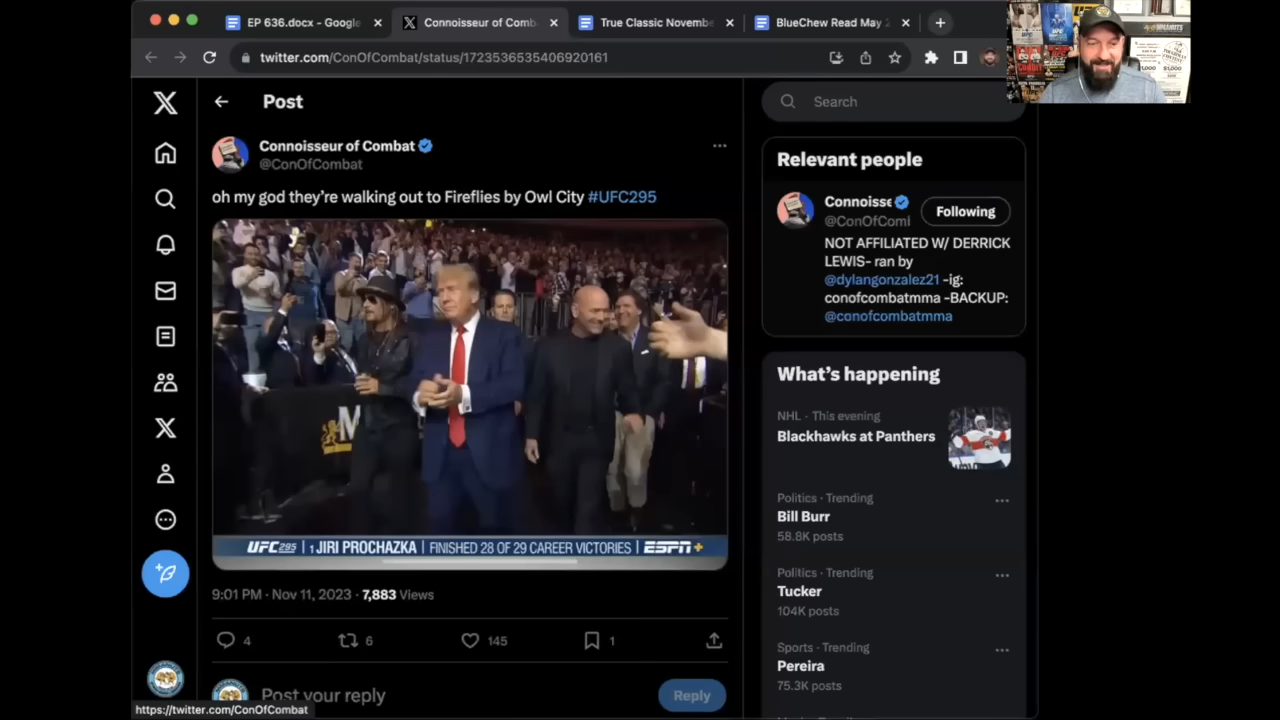 EP 636.docx - Google
Connoisseur of Comb
True Classic Novembe
BlueChew Read May 2
twitter.com/ConOfCombat/status/1723536535406920161
Post
Search
Connoisseur of Combat
@ConOfCombat
oh my god they're walking out to Fireflies by Owl City #UFC295
M
UFC 295 | 1 JIRI PROCHAZKA | FINISHED 28 OF 29 CAREER VICTORIES | ESPN+
9:01 PM · Nov 11, 2023 · 7,883 Views
4
6
145
1
Post your reply
Reply
https://twitter.com/ConOfCombat
Relevant people
Connoisse
Following
@ConOfComl
NOT AFFILIATED W/ DERRICK
LEWIS- ran by
@dylangonzalez21 -ig:
conofcombatmma -BACKUP:
@conofcombatmma
What's happening
NHL · This evening
Blackhawks at Panthers
Politics · Trending
Bill Burr
58.8K posts
Politics · Trending
Tucker
104K posts
Sports · Trending
Pereira
75.3K posts